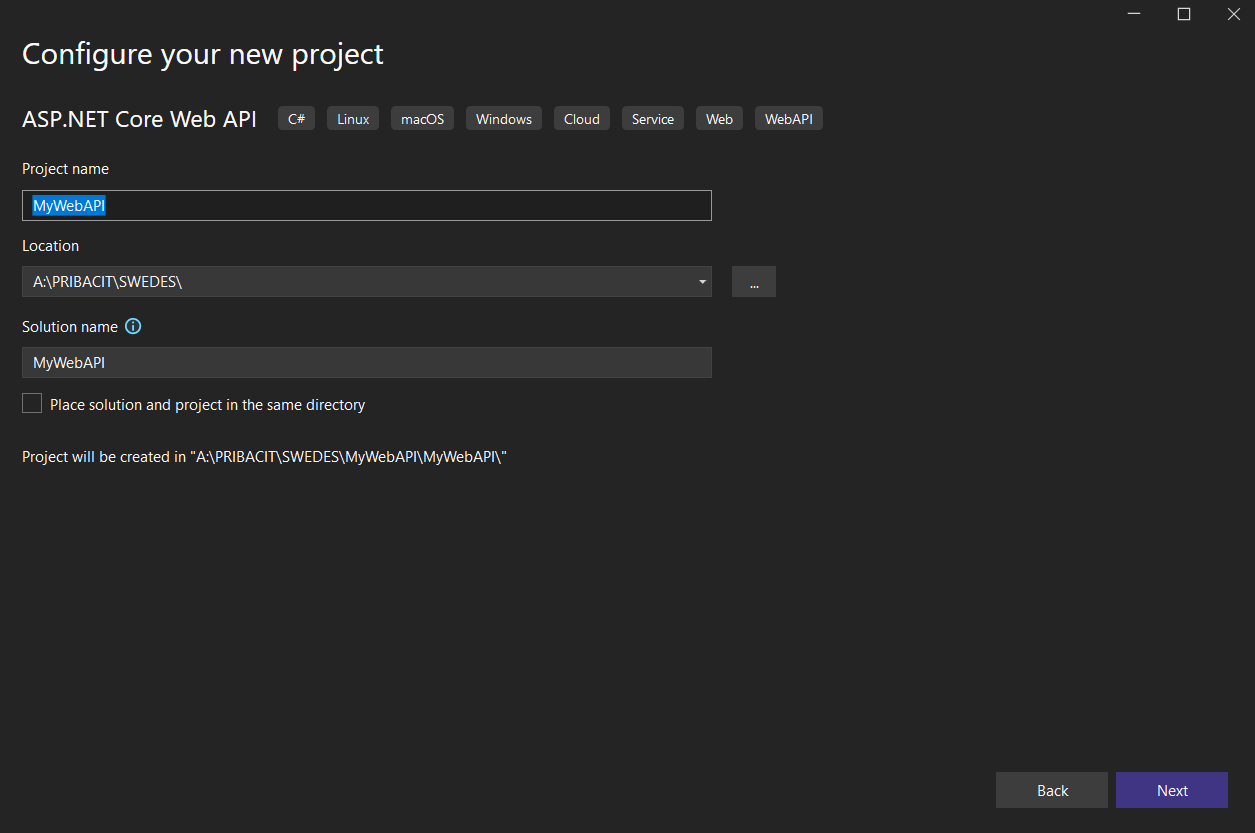 Configure your new project
ASP.NET Core Web API C# Linux macOS Windows Cloud Service Web WebAPI
Project name
MyWebAPI
Location
A:\PRIBACIT\SWEDES\
...
Solution name
MyWebAPI
Place solution and project in the same directory
Project will be created in "A:\PRIBACIT\SWEDES\MyWebAPI\MyWebAPI\"
Back Next